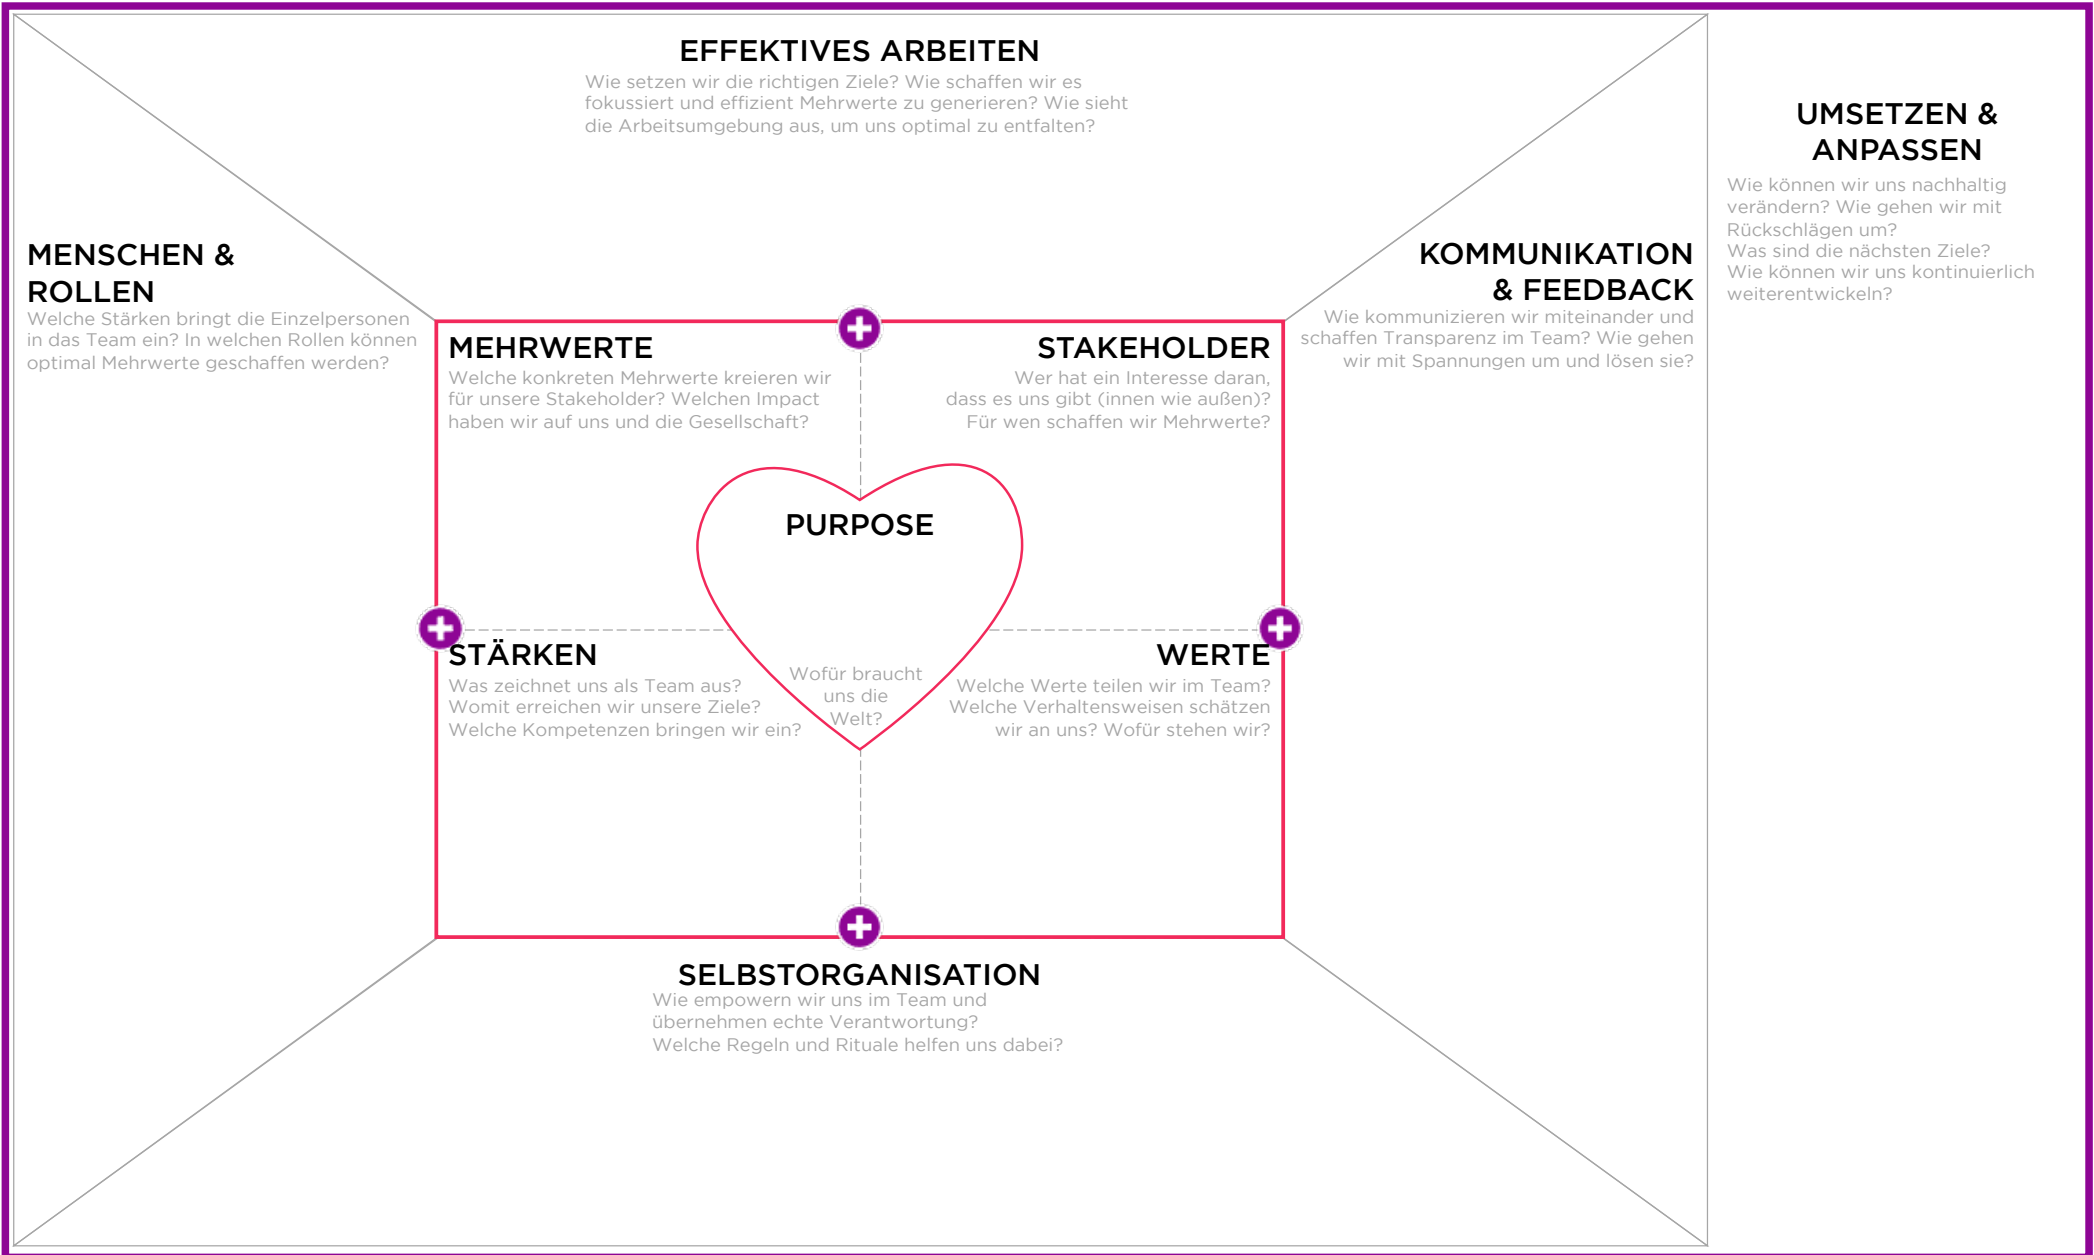 EFFEKTIVES ARBEITEN
Wie setzen wir die richtigen Ziele? Wie schaffen wir es
fokussiert und effizient Mehrwerte zu generieren? Wie sieht
die Arbeitsumgebung aus, um uns optimal zu entfalten?
UMSETZEN &
ANPASSEN
Wie können wir uns nachhaltig
verändern? Wie gehen wir mit
Rückschlägen um?
Was sind die nächsten Ziele?
Wie können wir uns kontinuierlich
weiterentwickeln?
MENSCHEN &
ROLLEN
Welche Stärken bringt die Einzelpersonen
in das Team ein? In welchen Rollen können
optimal Mehrwerte geschaffen werden?
KOMMUNIKATION
& FEEDBACK
Wie kommunizieren wir miteinander und
schaffen Transparenz im Team? Wie gehen
wir mit Spannungen um und lösen sie?
MEHRWERTE
Welche konkreten Mehrwerte kreieren wir
für unsere Stakeholder? Welchen Impact
haben wir auf uns und die Gesellschaft?
STAKEHOLDER
Wer hat ein Interesse daran,
dass es uns gibt (innen wie außen)?
Für wen schaffen wir Mehrwerte?
PURPOSE
Wofür braucht
uns die
Welt?
STÄRKEN
Was zeichnet uns als Team aus?
Womit erreichen wir unsere Ziele?
Welche Kompetenzen bringen wir ein?
WERTE
Welche Werte teilen wir im Team?
Welche Verhaltensweisen schätzen
wir an uns? Wofür stehen wir?
SELBSTORGANISATION
Wie empowern wir uns im Team und
übernehmen echte Verantwortung?
Welche Regeln und Rituale helfen uns dabei?